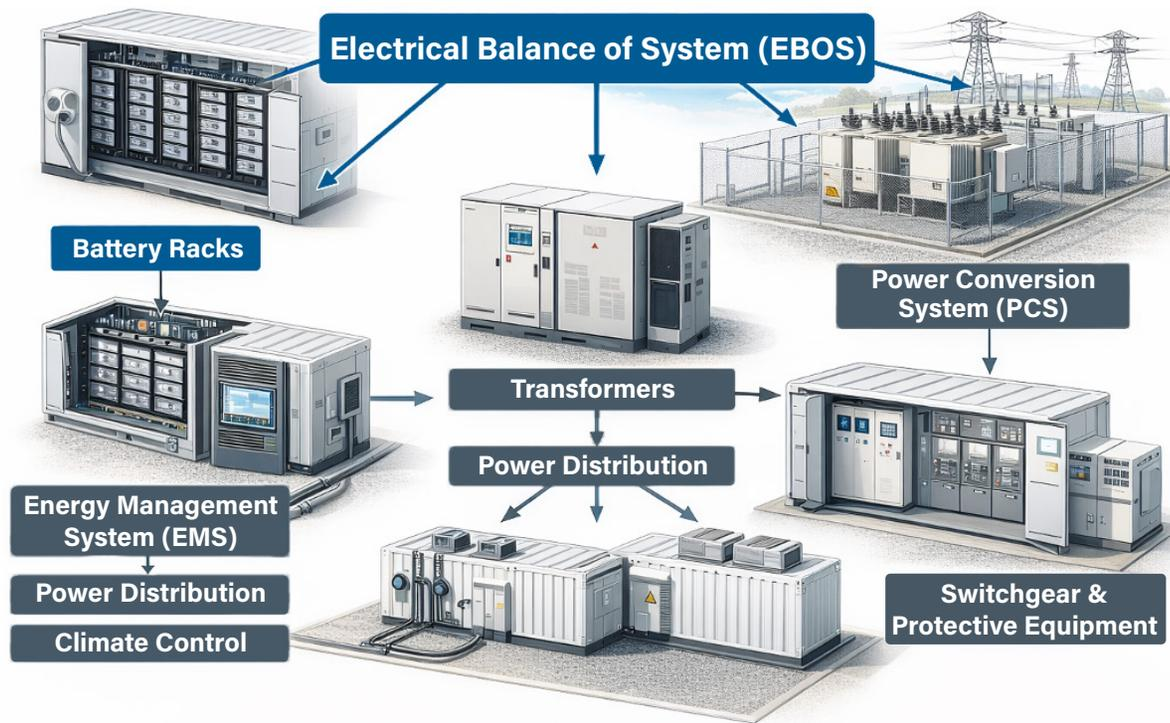 Electrical Balance of System (EBOS)
Battery Racks
Power Conversion
System (PCS)
Transformers
Power Distribution
Energy Management
System (EMS)
Power Distribution
Climate Control
Switchgear &
Protective Equipment